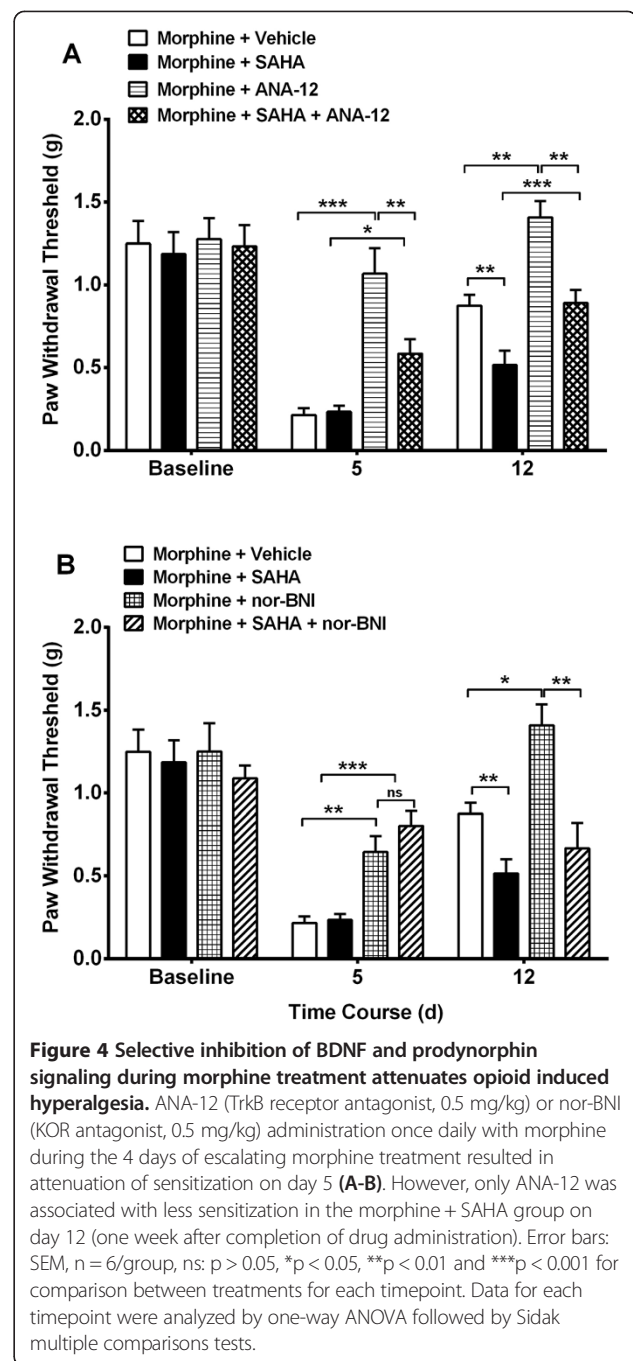 A
Morphine + Vehicle
Morphine + SAHA
Morphine + ANA-12
Morphine + SAHA + ANA-12
Paw Withdrawal Threshold (g)
2.0
1.5
1.0
0.5
0.0
*** ** *
** ** *** **
Baseline 5 12
B
Morphine + Vehicle
Morphine + SAHA
Morphine + nor-BNI
Morphine + SAHA + nor-BNI
Paw Withdrawal Threshold (g)
2.0
1.5
1.0
0.5
0.0
*** ns **
* ** **
Baseline 5 12
Time Course (d)
Figure 4 Selective inhibition of BDNF and prodynorphin
signaling during morphine treatment attenuates opioid induced
hyperalgesia. ANA-12 (TrkB receptor antagonist, 0.5 mg/kg) or nor-BNI
(KOR antagonist, 0.5 mg/kg) administration once daily with morphine
during the 4 days of escalating morphine treatment resulted in
attenuation of sensitization on day 5 (A-B). However, only ANA-12 was
associated with less sensitization in the morphine + SAHA group on
day 12 (one week after completion of drug administration). Error bars:
SEM, n = 6/group, ns: p > 0.05, *p < 0.05, **p < 0.01 and ***p < 0.001 for
comparison between treatments for each timepoint. Data for each
timepoint were analyzed by one-way ANOVA followed by Sidak
multiple comparisons tests.